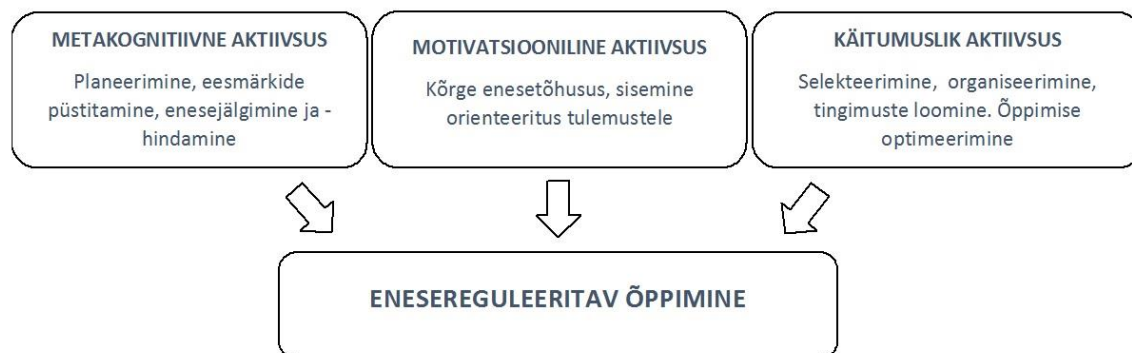 METAKOGNITIIVNE AKTIIVSUS
Planeerimine, eesmärkide
püstitamine, enesejälgimine ja -
hindamine
MOTIVATSIOONILINE AKTIIVSUS
Kõrge enesetõhusus, sisemine
orienteeritus tulemustele
KÄITUMUSLIK AKTIIVSUS
Selekteerimine, organiseerimine,
tingimuste loomine. Õppimise
optimeerimine
ENESEREGULEERITAV ÕPPIMINE